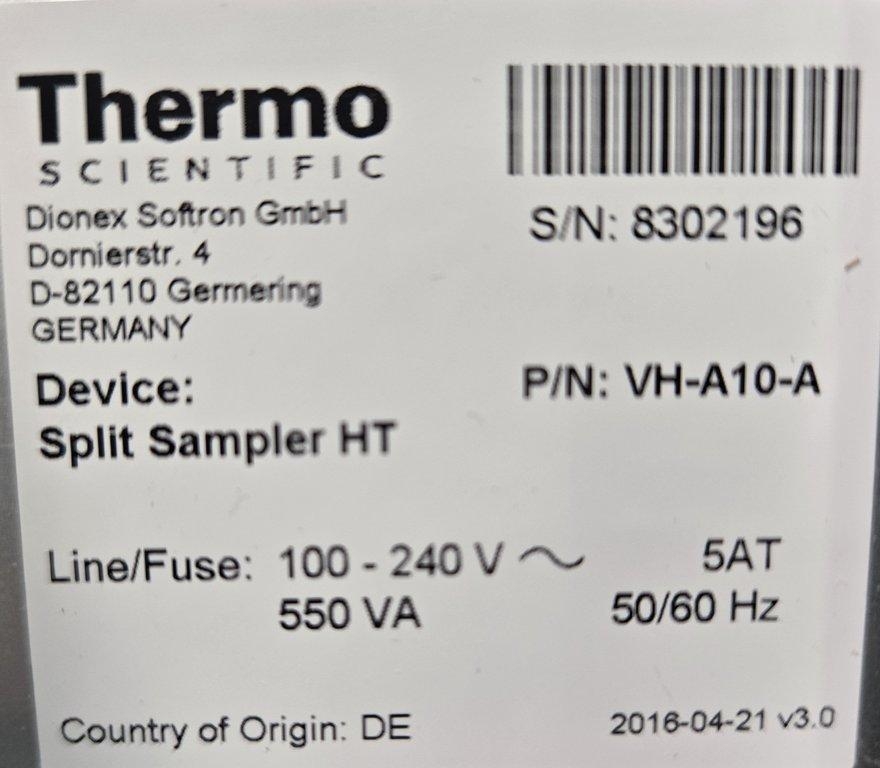 Thermo
SCIENTIFIC
Dionex Softron GmbH
Dornierstr. 4
D-82110 Germering
GERMANY
S/N: 8302196
Device:
Split Sampler HT
P/N: VH-A10-A
Line/Fuse: 100 - 240 V ~ 5AT
550 VA 50/60 Hz
Country of Origin: DE 2016-04-21 v3.0